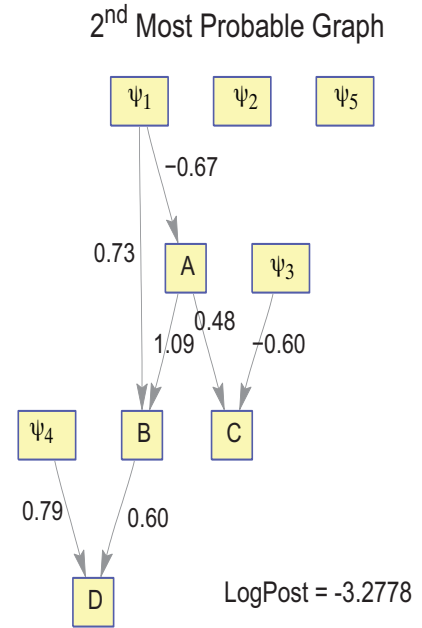 2nd Most Probable Graph
ψ1 ψ2 ψ5
−0.67
0.73
A ψ3
0.48
1.09 −0.60
ψ4 B C
0.79 0.60
D
LogPost = -3.2778